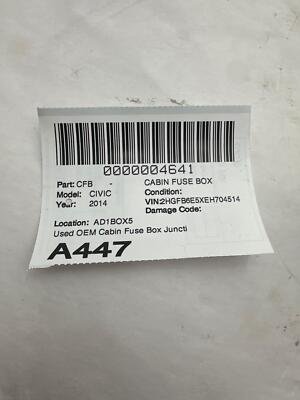 0000004641
Part: CFB - CABIN FUSE BOX
Model: CIVIC Condition:
Year: 2014 VIN:2HGFB6E5XEH704514
Damage Code:
Location: AD1BOX5
Used OEM Cabin Fuse Box Juncti
A447